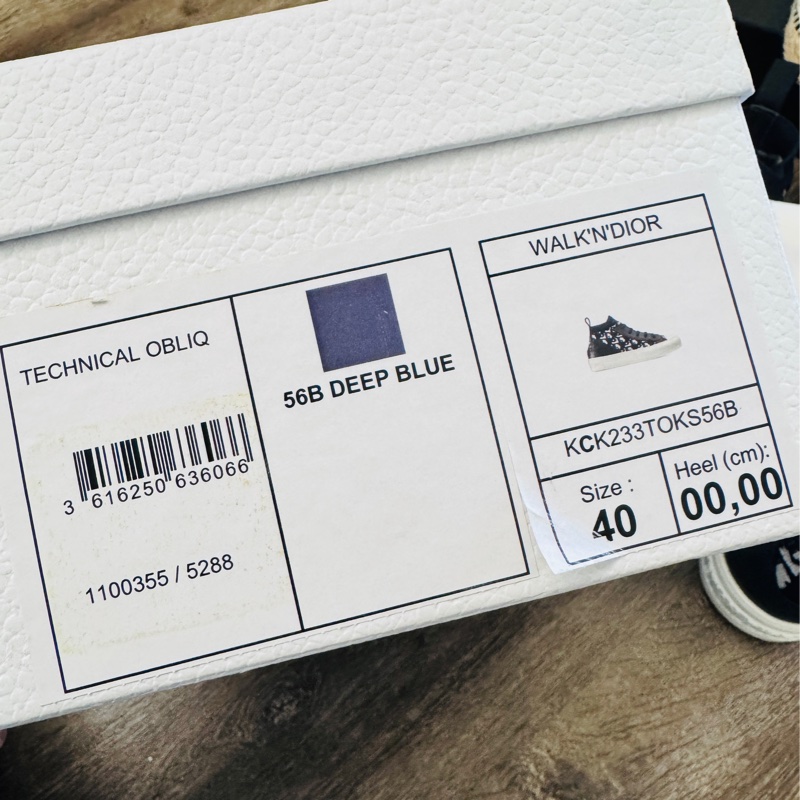 TECHNICAL OBLIQ
3 616250 636066
1100355 / 5288
56B DEEP BLUE
WALK'N'DIOR
KCK233TOKS56B
Size :
40
Heel (cm):
00,00